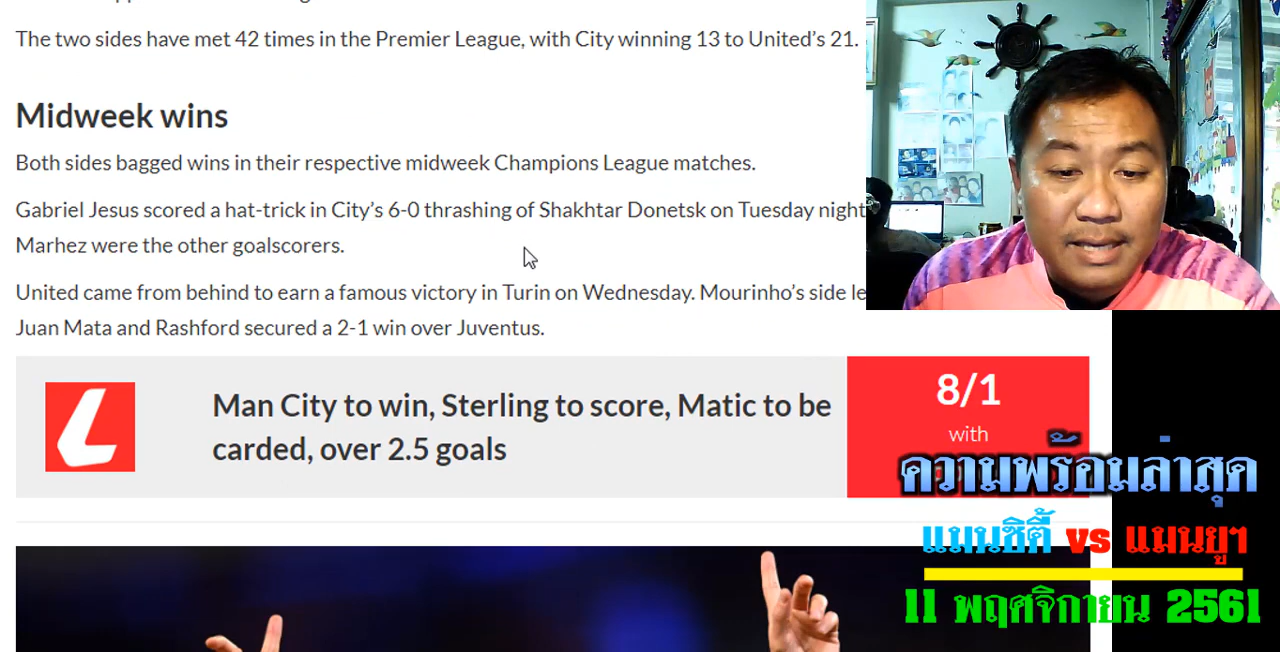 The two sides have met 42 times in the Premier League, with City winning 13 to United's 21.
Midweek wins
Both sides bagged wins in their respective midweek Champions League matches.
Gabriel Jesus scored a hat-trick in City's 6-0 thrashing of Shakhtar Donetsk on Tuesday night
Marhez were the other goalscorers.
United came from behind to earn a famous victory in Turin on Wednesday. Mourinho's side le
Juan Mata and Rashford secured a 2-1 win over Juventus.
L
Man City to win, Sterling to score, Matic to be
carded, over 2.5 goals
8/1
with
ความพร้อมล่าสุด
แมนซิตี้ vs แมนยูฯ
11 พฤศจิกายน 2561